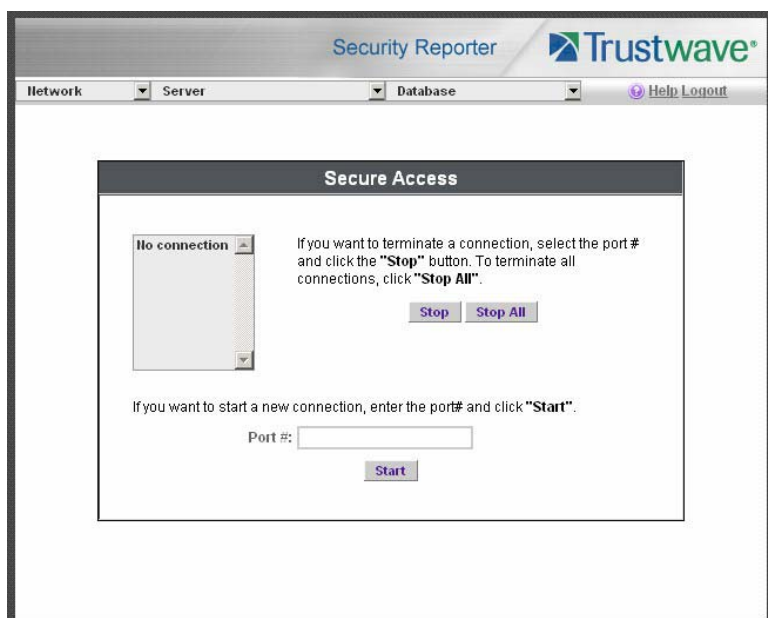 Security Reporter
Trustwave®
Network Server Database Help Logout
Secure Access
No connection
If you want to terminate a connection, select the port #
and click the "Stop" button. To terminate all
connections, click "Stop All".
Stop Stop All
If you want to start a new connection, enter the port# and click "Start".
Port #:
Start